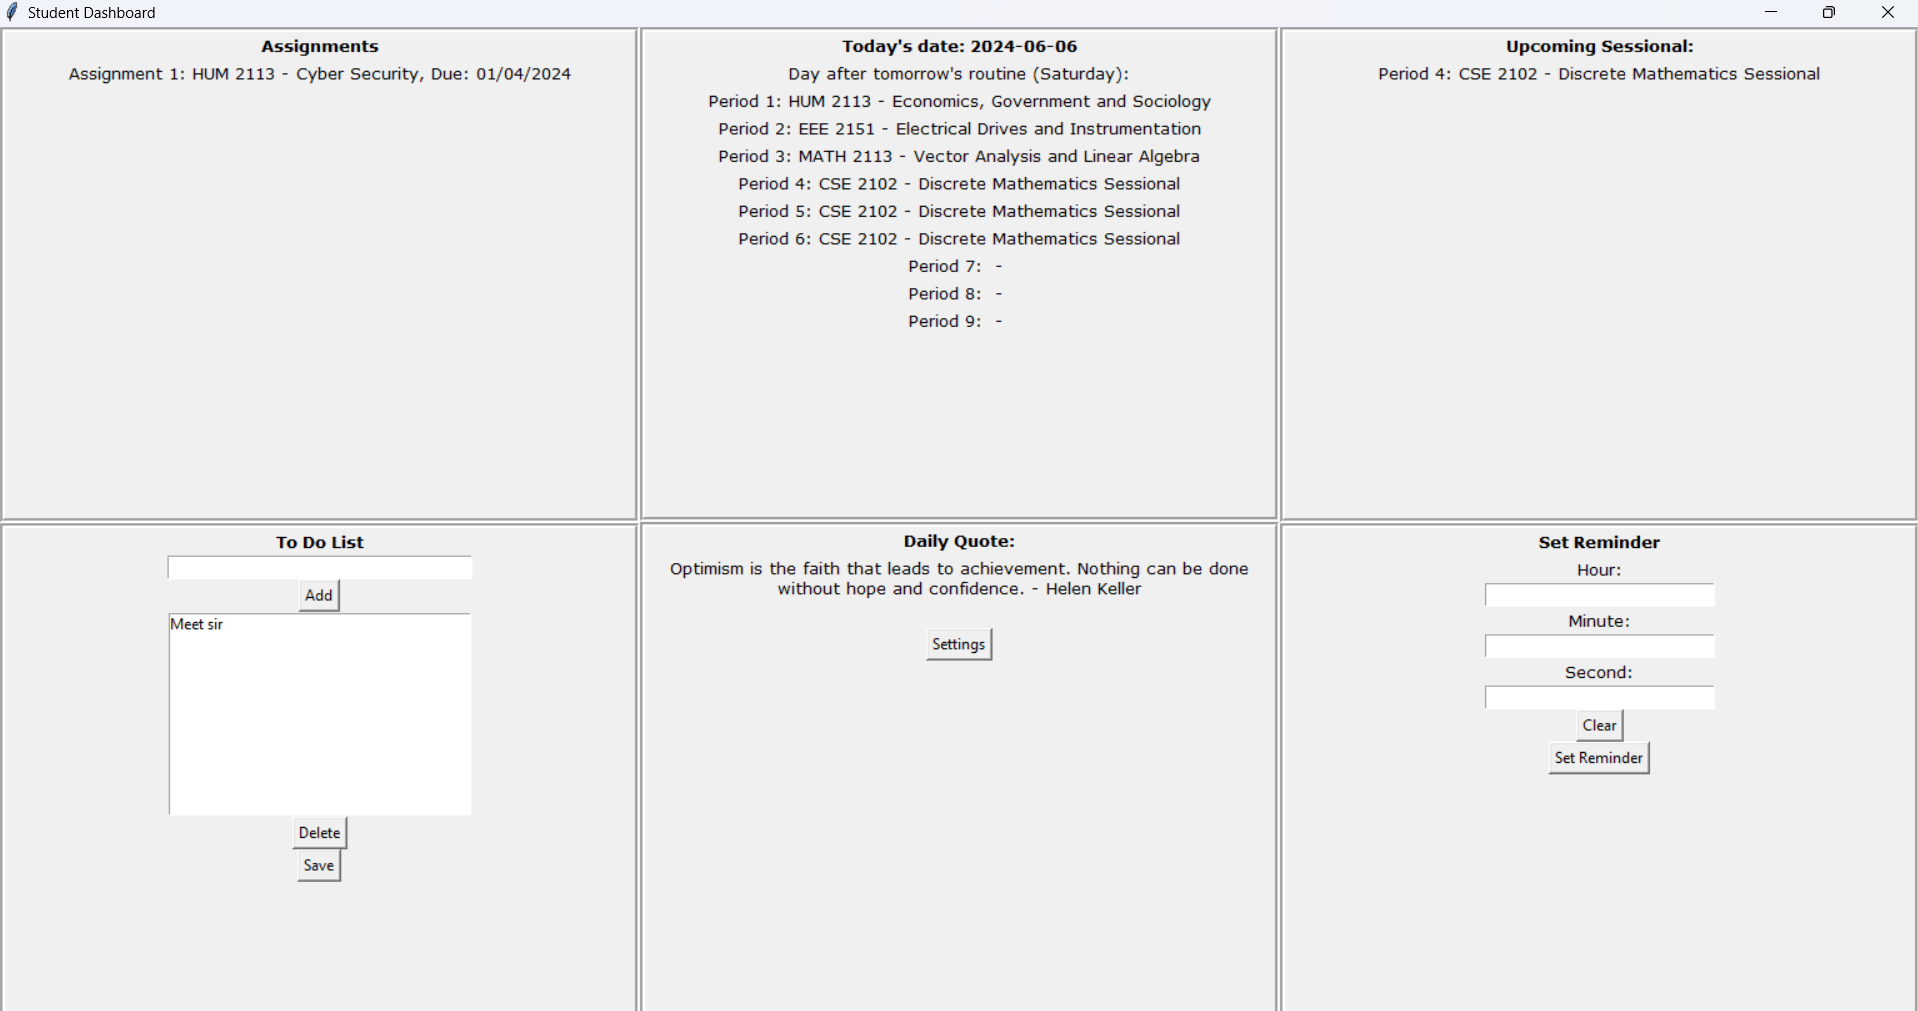 Student Dashboard
Assignments
Assignment 1: HUM 2113 - Cyber Security, Due: 01/04/2024
Today's date: 2024-06-06
Day after tomorrow's routine (Saturday):
Period 1: HUM 2113 - Economics, Government and Sociology
Period 2: EEE 2151 - Electrical Drives and Instrumentation
Period 3: MATH 2113 - Vector Analysis and Linear Algebra
Period 4: CSE 2102 - Discrete Mathematics Sessional
Period 5: CSE 2102 - Discrete Mathematics Sessional
Period 6: CSE 2102 - Discrete Mathematics Sessional
Period 7: -
Period 8: -
Period 9: -
Upcoming Sessional:
Period 4: CSE 2102 - Discrete Mathematics Sessional
To Do List
Add
Meet sir
Delete
Save
Daily Quote:
Optimism is the faith that leads to achievement. Nothing can be done
without hope and confidence. - Helen Keller
Settings
Set Reminder
Hour:
Minute:
Second:
Clear
Set Reminder